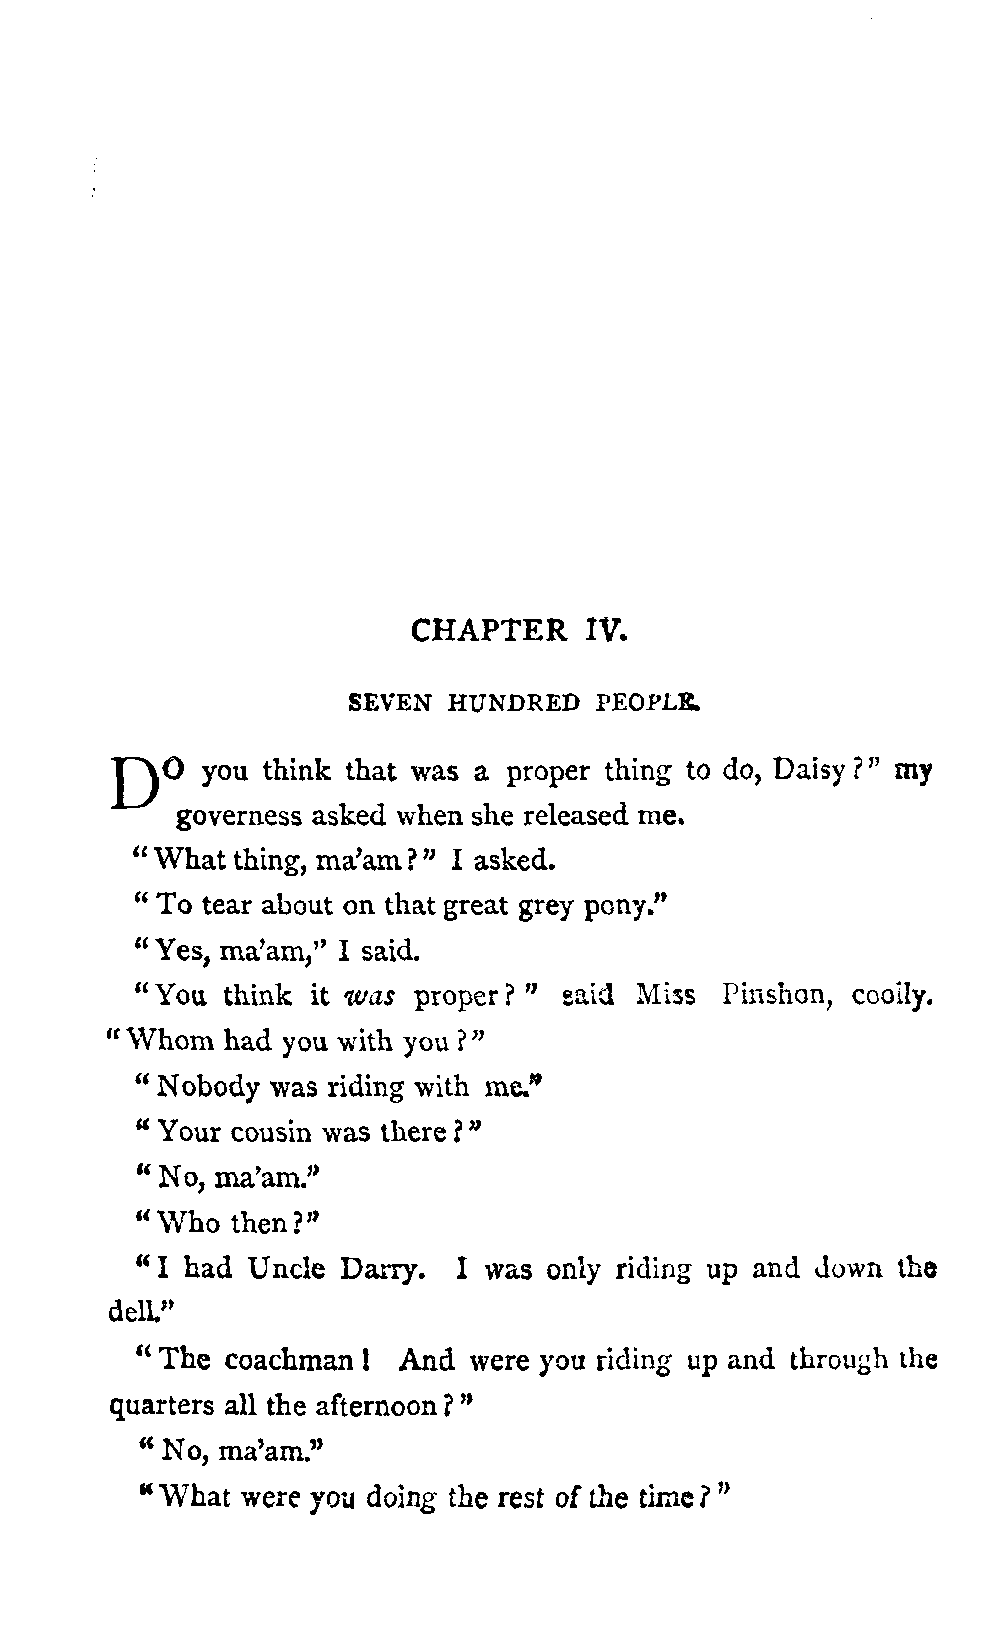 CHAPTER IV.
SEVEN HUNDRED PEOPLE.
DO you think that was a proper thing to do, Daisy?" my
governess asked when she released me.
"What thing, ma'am?" I asked.
"To tear about on that great grey pony."
"Yes, ma'am," I said.
"You think it was proper?" said Miss Pinshon, coolly.
"Whom had you with you?"
"Nobody was riding with me."
"Your cousin was there?"
"No, ma'am."
"Who then?"
"I had Uncle Darry. I was only riding up and down the
dell."
"The coachman! And were you riding up and through the
quarters all the afternoon?"
"No, ma'am."
"What were you doing the rest of the time?"